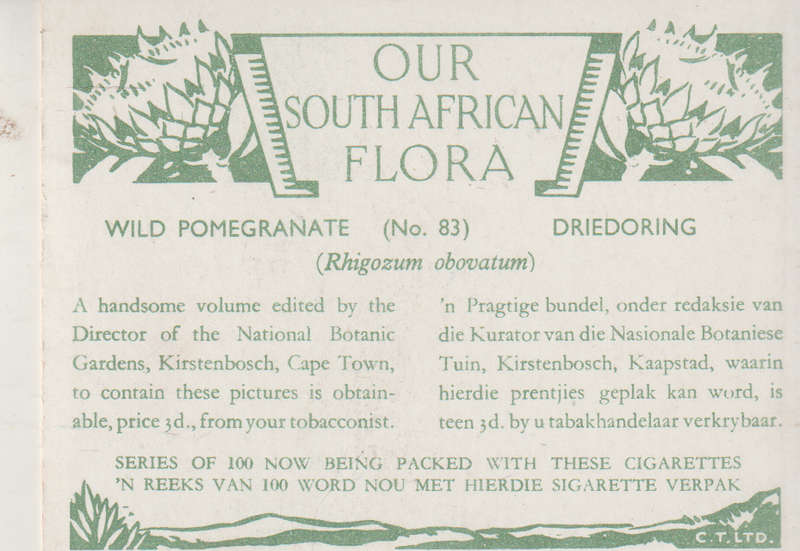 OUR
SOUTH AFRICAN
FLORA
WILD POMEGRANATE (No. 83) DRIEDORING
(Rhigozum obovatum)
A handsome volume edited by the
Director of the National Botanic
Gardens, Kirstenbosch, Cape Town,
to contain these pictures is obtain-
able, price 3d., from your tobacconist.
'n Pragtige bundel, onder redaksie van
die Kurator van die Nasionale Botaniese
Tuin, Kirstenbosch, Kaapstad, waarin
hierdie prentjies geplak kan word, is
teen 3d. by u tabakhandelaar verkrybaar.
SERIES OF 100 NOW BEING PACKED WITH THESE CIGARETTES
'N REEKS VAN 100 WORD NOU MET HIERDIE SIGARETTE VERPAK
C.T. LTD.